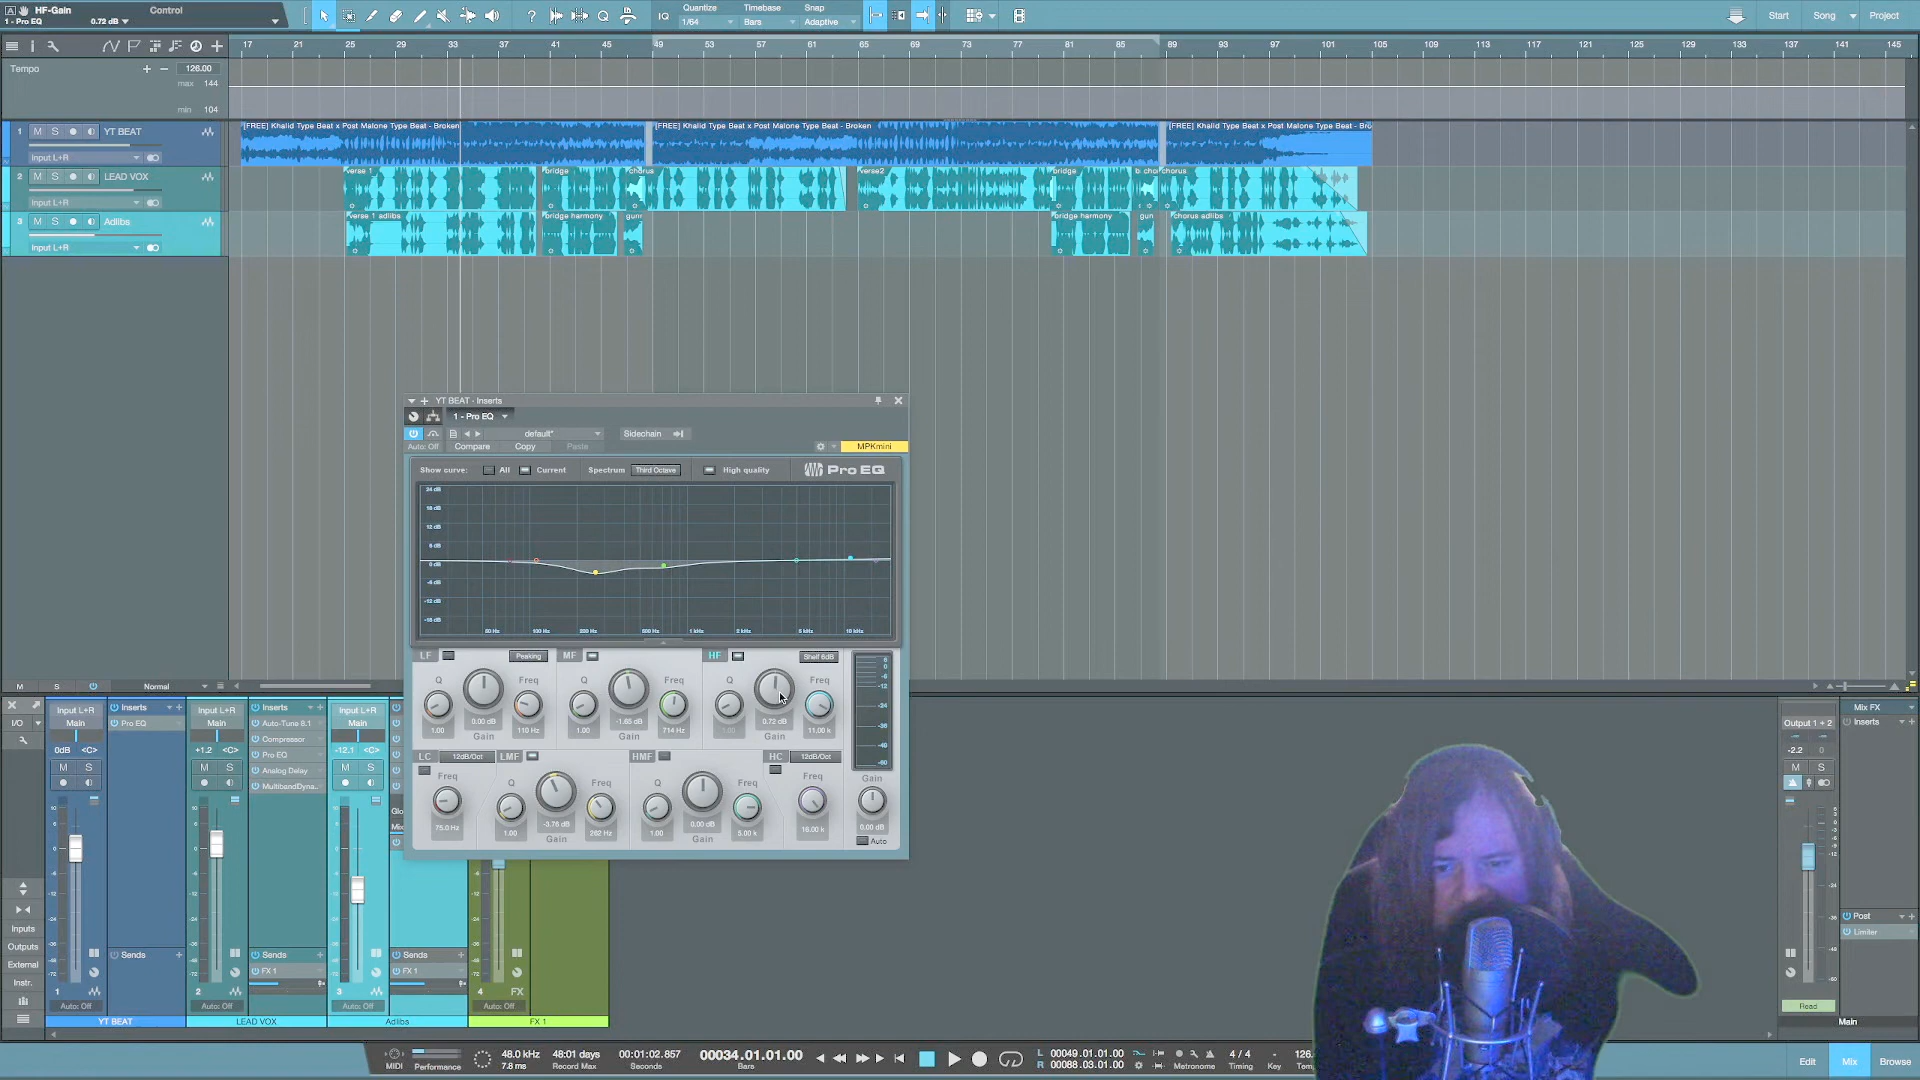 HF-Gain
Control
1 - Pro EQ 0.72 dB
IQ
Quantize
1/64
Timebase
Bars
Snap
Adaptive
Start
Song
Project
17 21 25 29 33 37 41 45 49 53 57 61 65 69 73 77 81 85 89 93 97 101 105 109 113 117 121 125 129 133 137 141 145
Tempo
126.00
max 144
min 104
1 M S YT BEAT
Input L+R
2 M S LEAD VOX
Input L+R
3 M S Adlibs
Input L+R
[FREE] Khalid Type Beat x Post Malone Type Beat - Broken
[FREE] Khalid Type Beat x Post Malone Type Beat - Broken
[FREE] Khalid Type Beat x Post Malone Type Beat - Bro
verse 1
bridge
chorus
verse2
bridge
b cho
chorus
verse 1 adlibs
bridge harmony
bridge harmony
gun
chorus adlibs
YT BEAT - Inserts
1 - Pro EQ
default*
Sidechain
Auto: Off
Compare
Copy
Paste
MPKmini
Show curve: All Current
Spectrum Third Octave
High quality
Pro EQ
24 dB
18 dB
12 dB
0 dB
-12 dB
-18 dB
50 Hz 100 Hz 200 Hz 500 Hz 1 kHz 2 kHz 5 kHz 10 kHz
LF Peaking MF HF Shelf 6dB
Q Freq Q Freq Q Freq
1.00 0.00 dB 110 Hz 1.00 -1.65 dB 714 Hz 1.00 0.72 dB 11.00 k
Gain Gain Gain
LC 12dB/Oct LMF HMF HC 12dB/Oct
Freq Q Freq Q Freq Freq
75.0 Hz 1.00 -3.76 dB 262 Hz 1.00 0.00 dB 5.00 k 16.00 k
Gain Gain
6
0
-6
-12
-24
-36
-48
-60
Gain
0.00 dB
Auto
M S
Normal
I/O
Inputs
Outputs
External
Instr.
Input L+R
Main
0dB <C>
M S
1
Auto: Off
YT BEAT
Inserts
Pro EQ
Sends
Input L+R
Main
+1.2 <C>
M S
2
Auto: Off
LEAD VOX
Inserts
Auto-Tune 8.1
Compressor
Pro EQ
Analog Delay
MultibandDyna..
Sends
FX 1
Input L+R
Main
-12.1 <C>
M S
3
Auto: Off
Adlibs
Sends
FX 1
4 FX
Auto: Off
FX 1
Output 1 + 2
-2.2 0
M S
Read
Main
Mix FX
Inserts
Post
Limiter
MIDI
Performance
48.0 kHz
7.8 ms
48:01 days
Record Max
00:01:02.857
Seconds
00034.01.01.00
Bars
L 00049.01.01.00
R 00088.03.01.00
Metronome
4 / 4
Timing
Key
126.
Edit
Mix
Browse